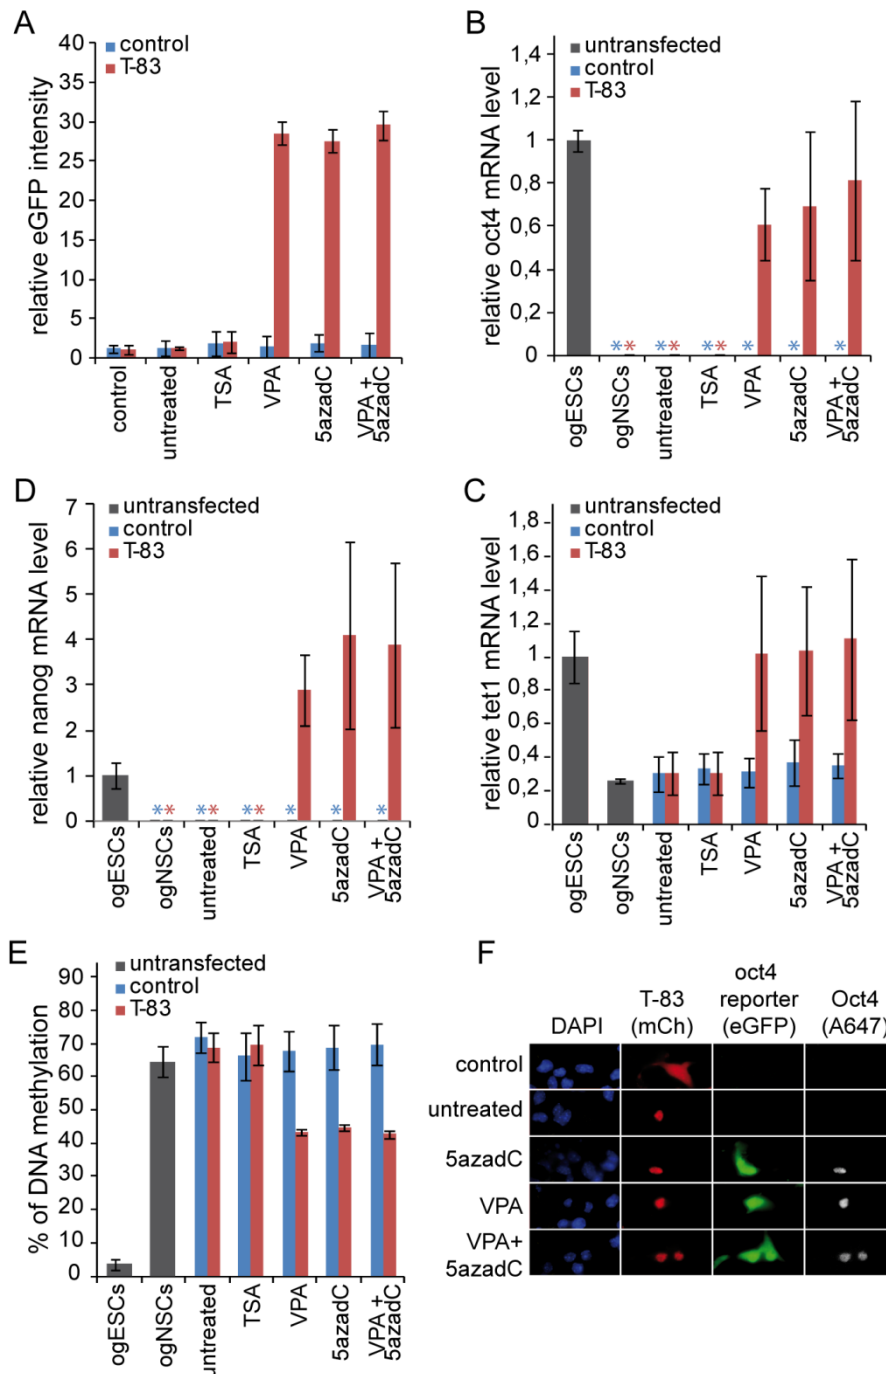 A
control
T-83
relative eGFP intensity
40
35
30
25
20
15
10
5
0
control
untreated
TSA
VPA
5azadC
VPA +
5azadC
B
untransfected
control
T-83
relative oct4 mRNA level
1,4
1,2
1
0,8
0,6
0,4
0,2
0
* * * * * * * * *
ogESCs
ogNSCs
untreated
TSA
VPA
5azadC
VPA +
5azadC
D
untransfected
control
T-83
relative nanog mRNA level
7
6
5
4
3
2
1
0
* * * * * * * * *
ogESCs
ogNSCs
untreated
TSA
VPA
5azadC
VPA +
5azadC
C
untransfected
control
T-83
relative tet1 mRNA level
1,8
1,6
1,4
1,2
1
0,8
0,6
0,4
0,2
0
ogESCs
ogNSCs
untreated
TSA
VPA
5azadC
VPA +
5azadC
E
untransfected
control
T-83
% of DNA methylation
90
80
70
60
50
40
30
20
10
0
ogESCs
ogNSCs
untreated
TSA
VPA
5azadC
VPA +
5azadC
F
DAPI
T-83
(mCh)
oct4
reporter
(eGFP)
Oct4
(A647)
control
untreated
5azadC
VPA
VPA+
5azadC